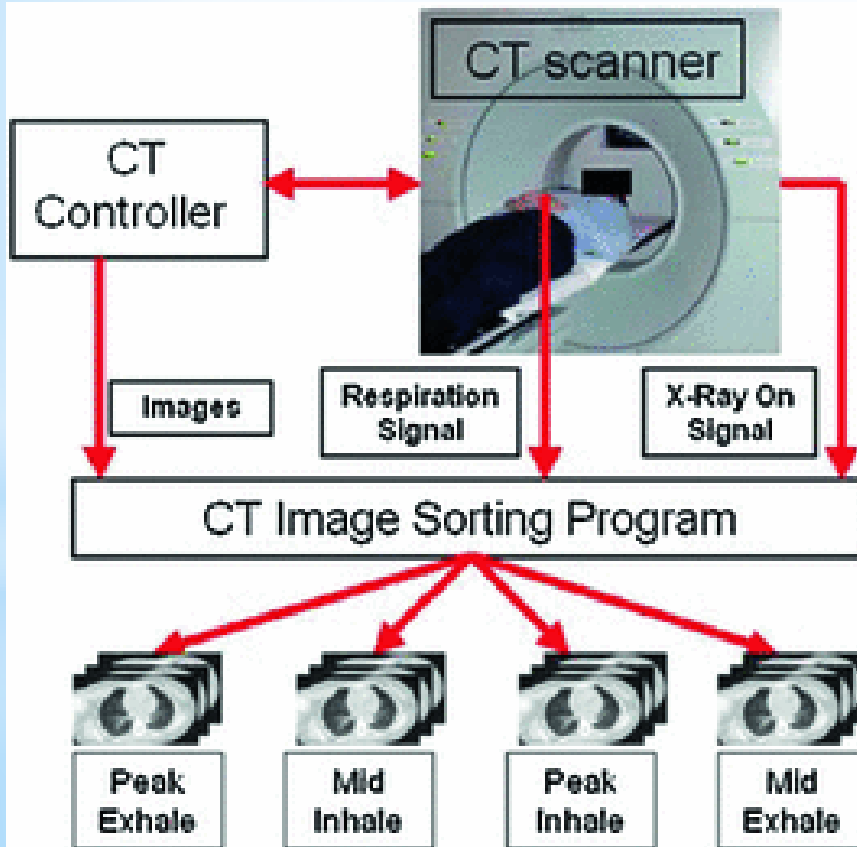 CT scanner
CT
Controller
Images
Respiration
Signal
X-Ray On
Signal
CT Image Sorting Program
Peak
Exhale
Mid
Inhale
Peak
Inhale
Mid
Exhale